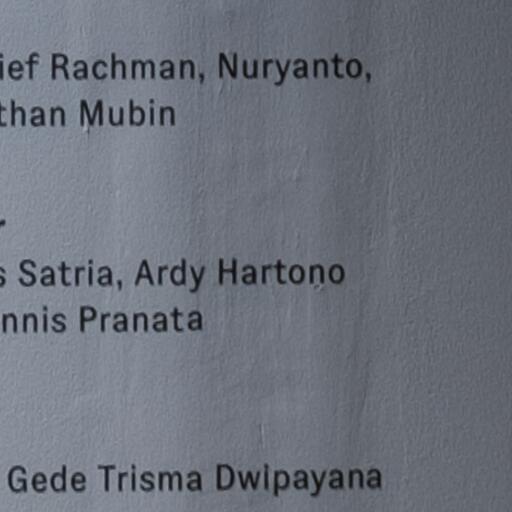 ief Rachman, Nuryanto,
than Mubin
s Satria, Ardy Hartono
nnis Pranata
Gede Trisma Dwipayana